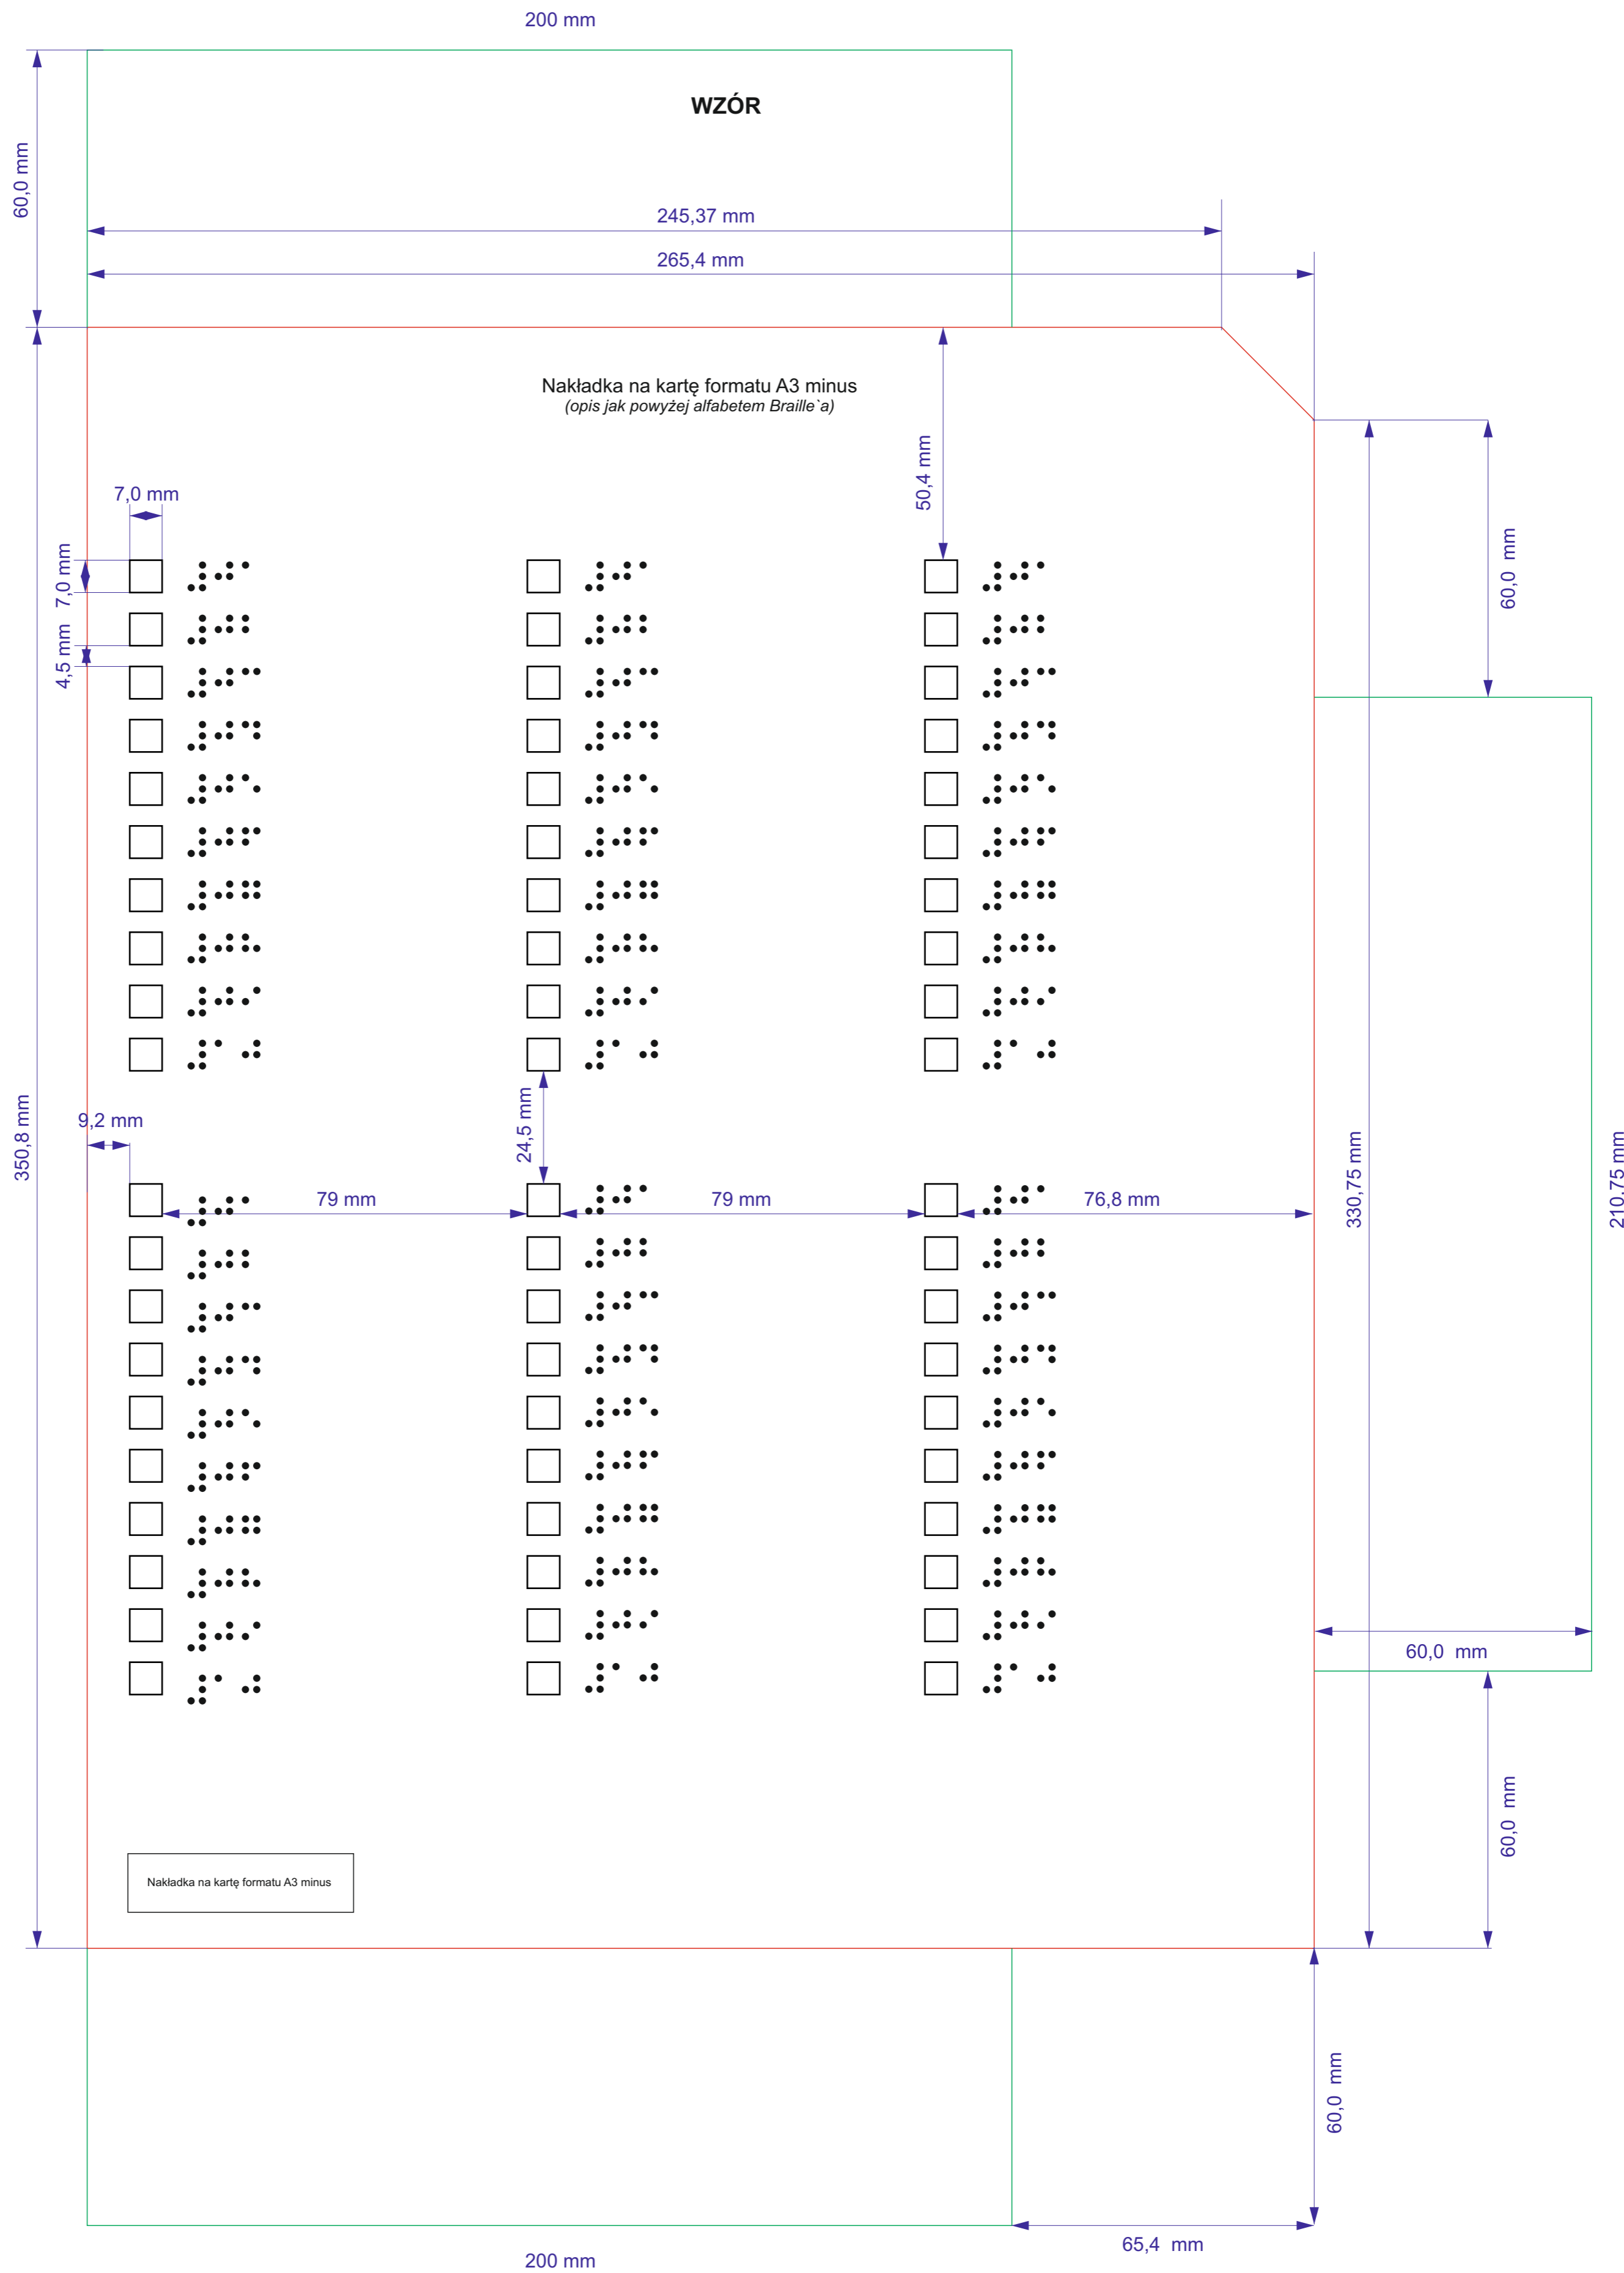 200 mm
WZÓR
60,0 mm
245,37 mm
265,4 mm
Nakładka na kartę formatu A3 minus
(opis jak powyżej alfabetem Braille`a)
50,4 mm
7,0 mm
60,0 mm
7,0 mm
4,5 mm
⠼⠚⠁ ⠼⠚⠁ ⠼⠚⠁
⠼⠚⠃ ⠼⠚⠃ ⠼⠚⠃
⠼⠚⠉ ⠼⠚⠉ ⠼⠚⠉
⠼⠚⠙ ⠼⠚⠙ ⠼⠚⠙
⠼⠚⠑ ⠼⠚⠑ ⠼⠚⠑
⠼⠚⠋ ⠼⠚⠋ ⠼⠚⠋
⠼⠚⠛ ⠼⠚⠛ ⠼⠚⠛
⠼⠚⠓ ⠼⠚⠓ ⠼⠚⠓
⠼⠚⠊ ⠼⠚⠊ ⠼⠚⠊
⠼⠁⠚ ⠼⠁⠚ ⠼⠁⠚
350,8 mm
9,2 mm
24,5 mm
330,75 mm
210,75 mm
79 mm
79 mm
76,8 mm
⠼⠚⠁ ⠼⠚⠁ ⠼⠚⠁
⠼⠚⠃ ⠼⠚⠃ ⠼⠚⠃
⠼⠚⠉ ⠼⠚⠉ ⠼⠚⠉
⠼⠚⠙ ⠼⠚⠙ ⠼⠚⠙
⠼⠚⠑ ⠼⠚⠑ ⠼⠚⠑
⠼⠚⠋ ⠼⠚⠋ ⠼⠚⠋
⠼⠚⠛ ⠼⠚⠛ ⠼⠚⠛
⠼⠚⠓ ⠼⠚⠓ ⠼⠚⠓
⠼⠚⠊ ⠼⠚⠊ ⠼⠚⠊
⠼⠁⠚ ⠼⠁⠚ ⠼⠁⠚
60,0 mm
60,0 mm
Nakładka na kartę formatu A3 minus
60,0 mm
65,4 mm
200 mm